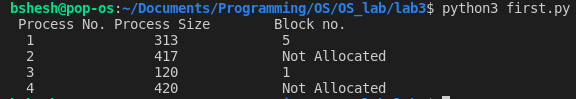 bshesh@pop-os:~/Documents/Programming/OS/OS_lab/lab3$ python3 first.py
Process No. Process Size Block no.
1 313 5
2 417 Not Allocated
3 120 1
4 420 Not Allocated